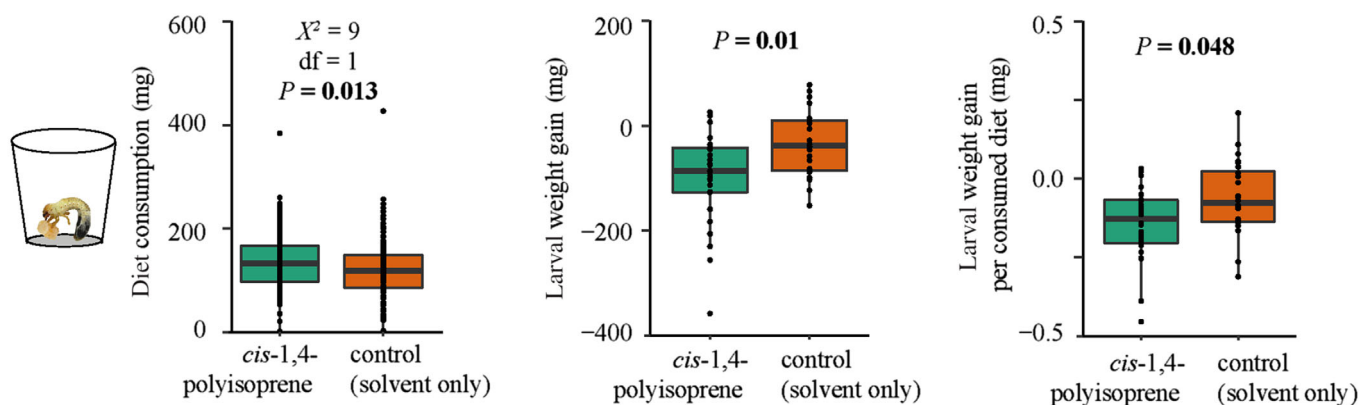 Diet consumption (mg)
600
400
200
0
X² = 9
df = 1
P = 0.013
cis-1,4-
polyisoprene
control
(solvent only)
Larval weight gain (mg)
200
0
−200
−400
P = 0.01
cis-1,4-
polyisoprene
control
(solvent only)
Larval weight gain
per consumed diet (mg)
0.5
0.0
−0.5
P = 0.048
cis-1,4-
polyisoprene
control
(solvent only)